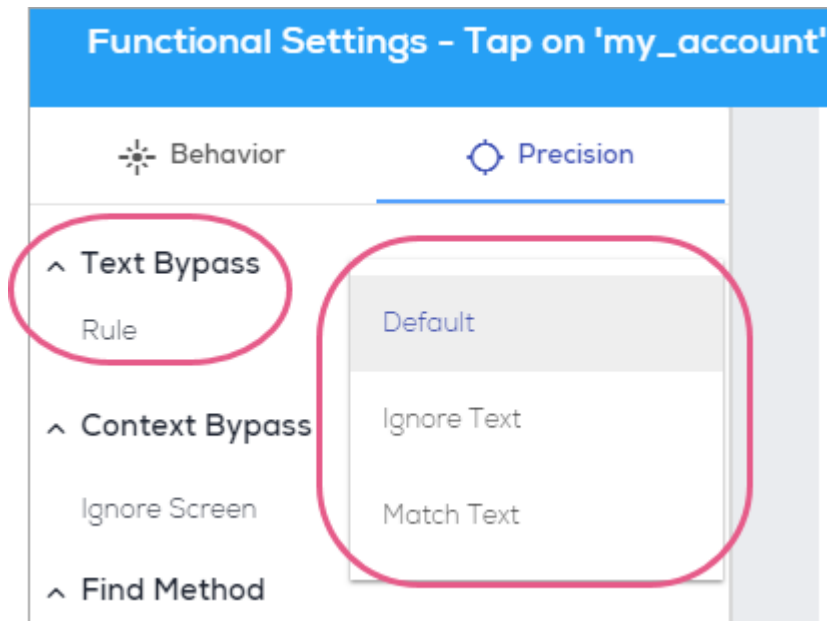 Functional Settings - Tap on 'my_account'
Behavior
Precision
Text Bypass
Rule
Default
Ignore Text
Match Text
Context Bypass
Ignore Screen
Find Method